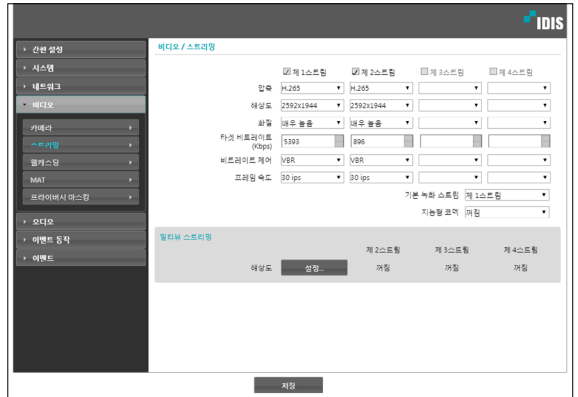 IDIS
간편 설정
시스템
네트워크
비디오
카메라
스트리밍
웹캐스팅
MAT
프라이버시 마스킹
오디오
이벤트 동작
이벤트
비디오 / 스트리밍
제 1스트림 제 2스트림 제 3스트림 제 4스트림
압축 H.265 H.265
해상도 2592x1944 2592x1944
화질 매우 높음 매우 높음
타겟 비트레이트 (Kbps) 5393 896
비트레이트 제어 VBR VBR
프레임 속도 30 ips 30 ips
기본 녹화 스트림 제 1스트림
지능형 코덱 꺼짐
멀티뷰 스트리밍
제 2스트림 제 3스트림 제 4스트림
해상도 설정... 꺼짐 꺼짐 꺼짐
저장